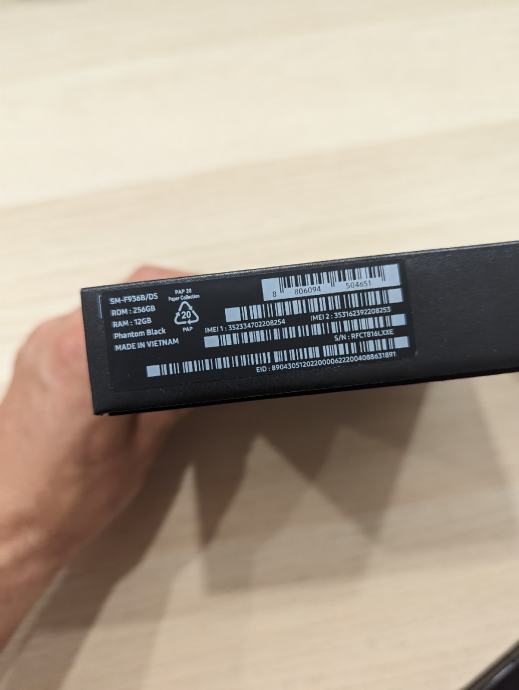 SM-F936B/DS
ROM : 256GB
RAM : 12GB
Phantom Black
MADE IN VIETNAM
PAP 20
Paper Collection
20
PAP
8 806094 504651
IMEI 1 : 352334702208254
IMEI 2 : 353162392208253
S/N : RFCT816LXXE
EID : 89043051202200006222004088631891